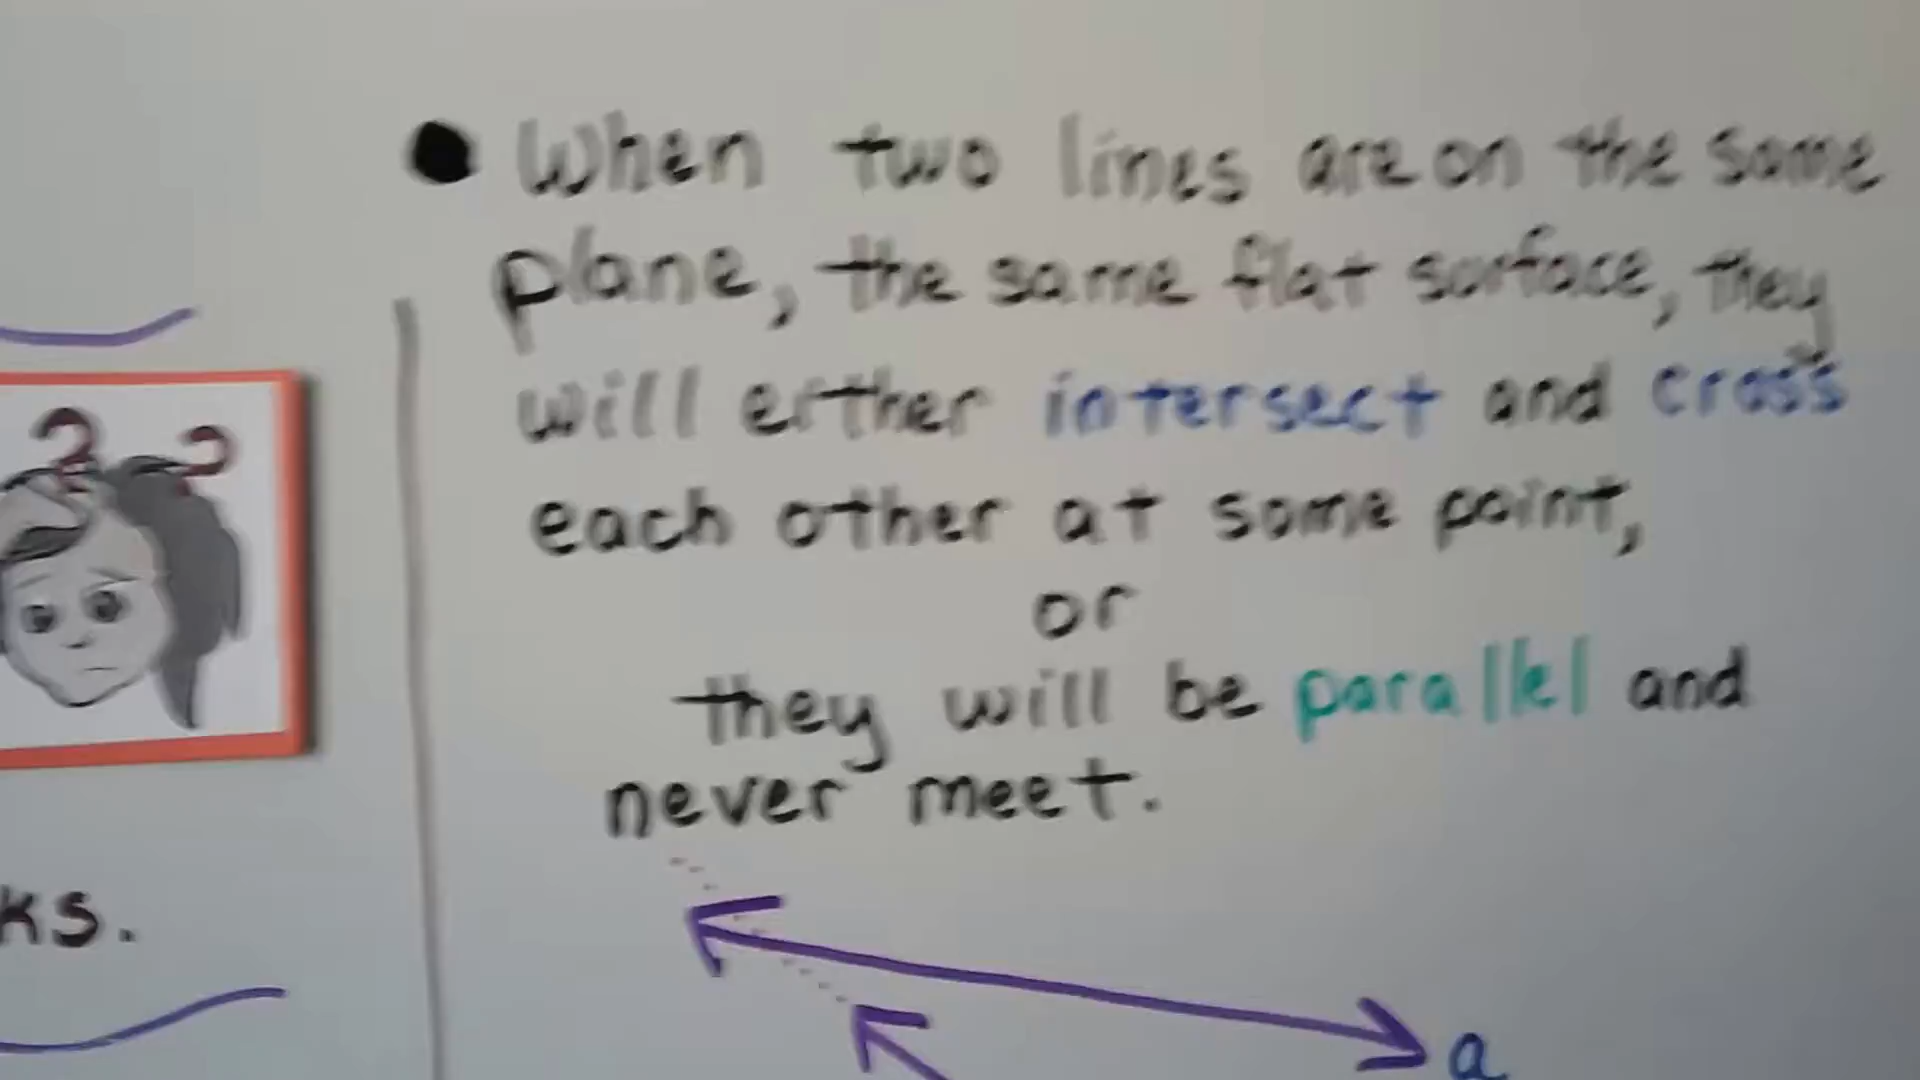 ● When two lines are on the same
plane, the same flat surface, they
will either intersect and cross
each other at some point,
or
they will be parallel and
never meet.
? ?
ks.
a